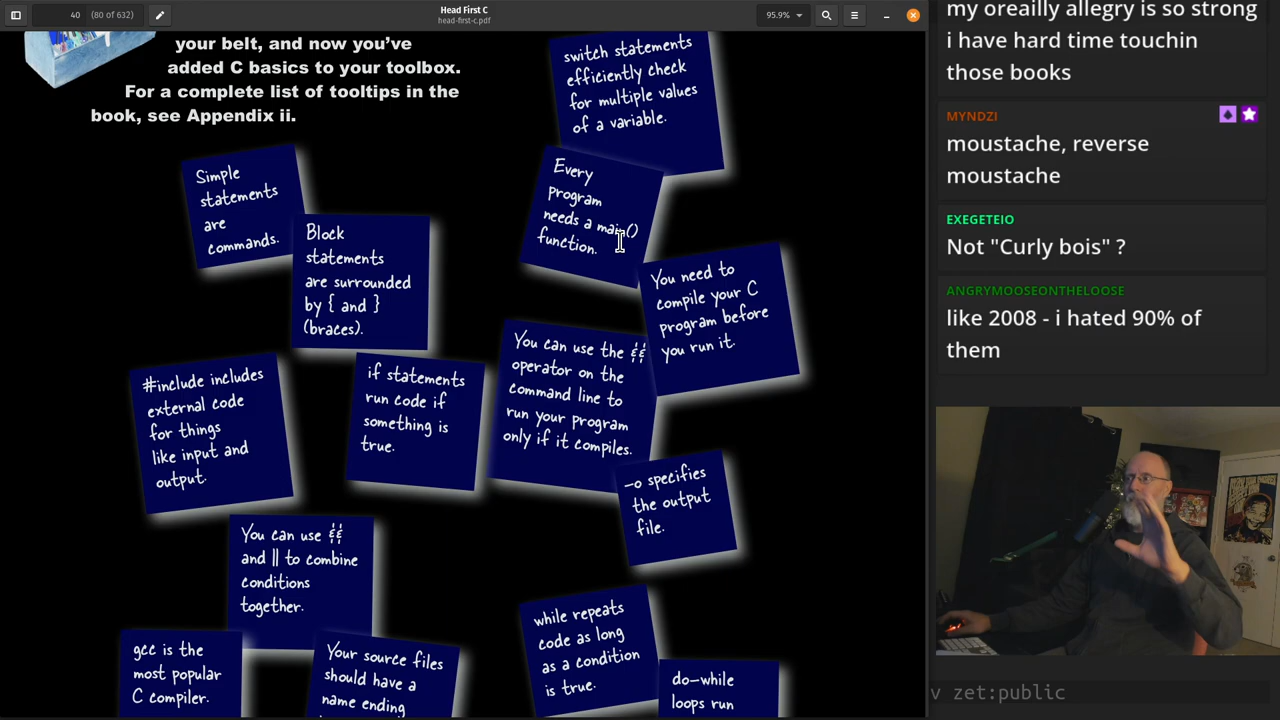 40
(80 of 632)
Head First C
head-first-c.pdf
95.9%
your belt, and now you've
added C basics to your toolbox.
For a complete list of tooltips in the
book, see Appendix ii.
switch statements
efficiently check
for multiple values
of a variable.
Simple
statements
are
commands.
Every
program
needs a main()
function.
Block
statements
are surrounded
by { and }
(braces).
You need to
compile your C
program before
you run it.
#include includes
external code
for things
like input and
output.
if statements
run code if
something is
true.
You can use the &&
operator on the
command line to
run your program
only if it compiles.
-o specifies
the output
file.
You can use &&
and || to combine
conditions
together.
while repeats
code as long
as a condition
is true.
gcc is the
most popular
C compiler.
Your source files
should have a
name ending
do-while
loops run
my oreailly allegry is so strong
i have hard time touchin
those books
MYNDZI
moustache, reverse
moustache
EXEGETEIO
Not "Curly bois" ?
ANGRYMOOSEONTHELOOSE
like 2008 - i hated 90% of
them
v zet:public